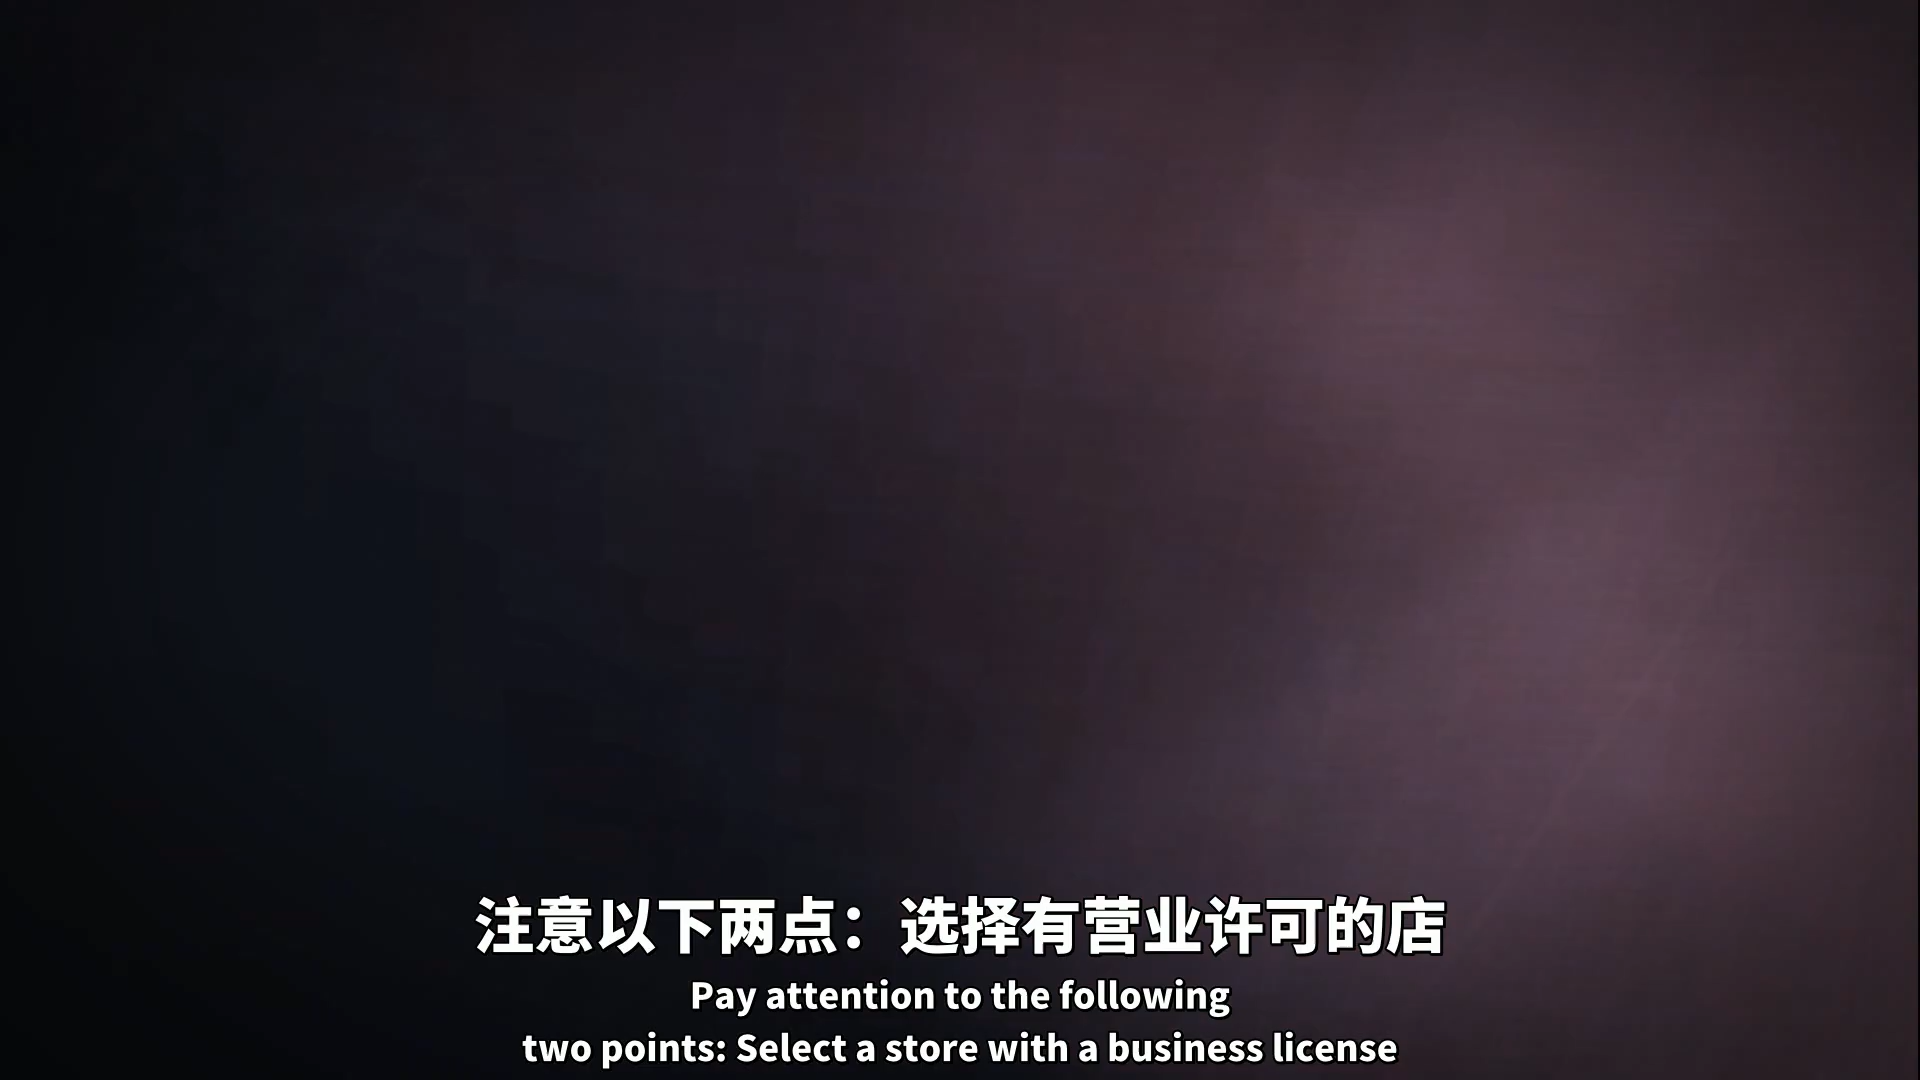 注意以下两点：选择有营业许可的店
Pay attention to the following
two points: Select a store with a business license